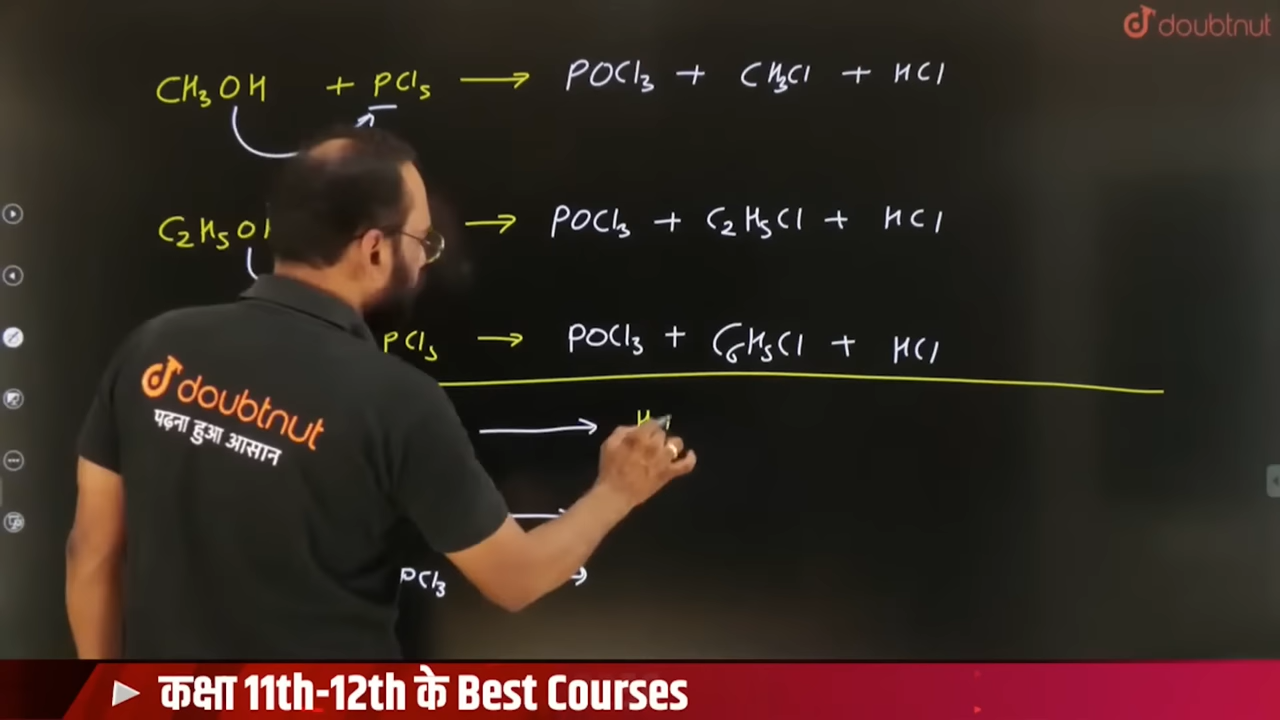 doubtnut
CH₃OH + PCl₅ ⟶ POCl₃ + CH₃Cl + HCl
C₂H₅O ⟶ POCl₃ + C₂H₅Cl + HCl
PCl₅ ⟶ POCl₃ + C₆H₅Cl + HCl
⟶ H
⟶
PCl₃ ⟶
doubtnut
पढ़ना हुआ आसान
कक्षा 11th-12th के Best Courses